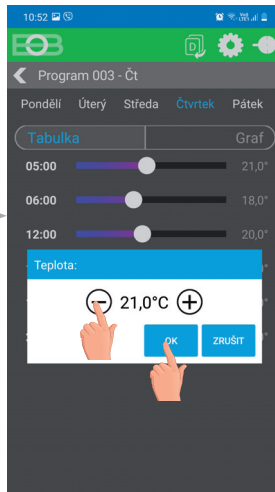 10:52
EOB
Program 003 - Čt
Pondělí Úterý Středa Čtvrtek Pátek
Tabulka Graf
05:00 21,0°
06:00 18,0°
12:00 20,0°
Teplota:
21,0°C
OK ZRUŠIT